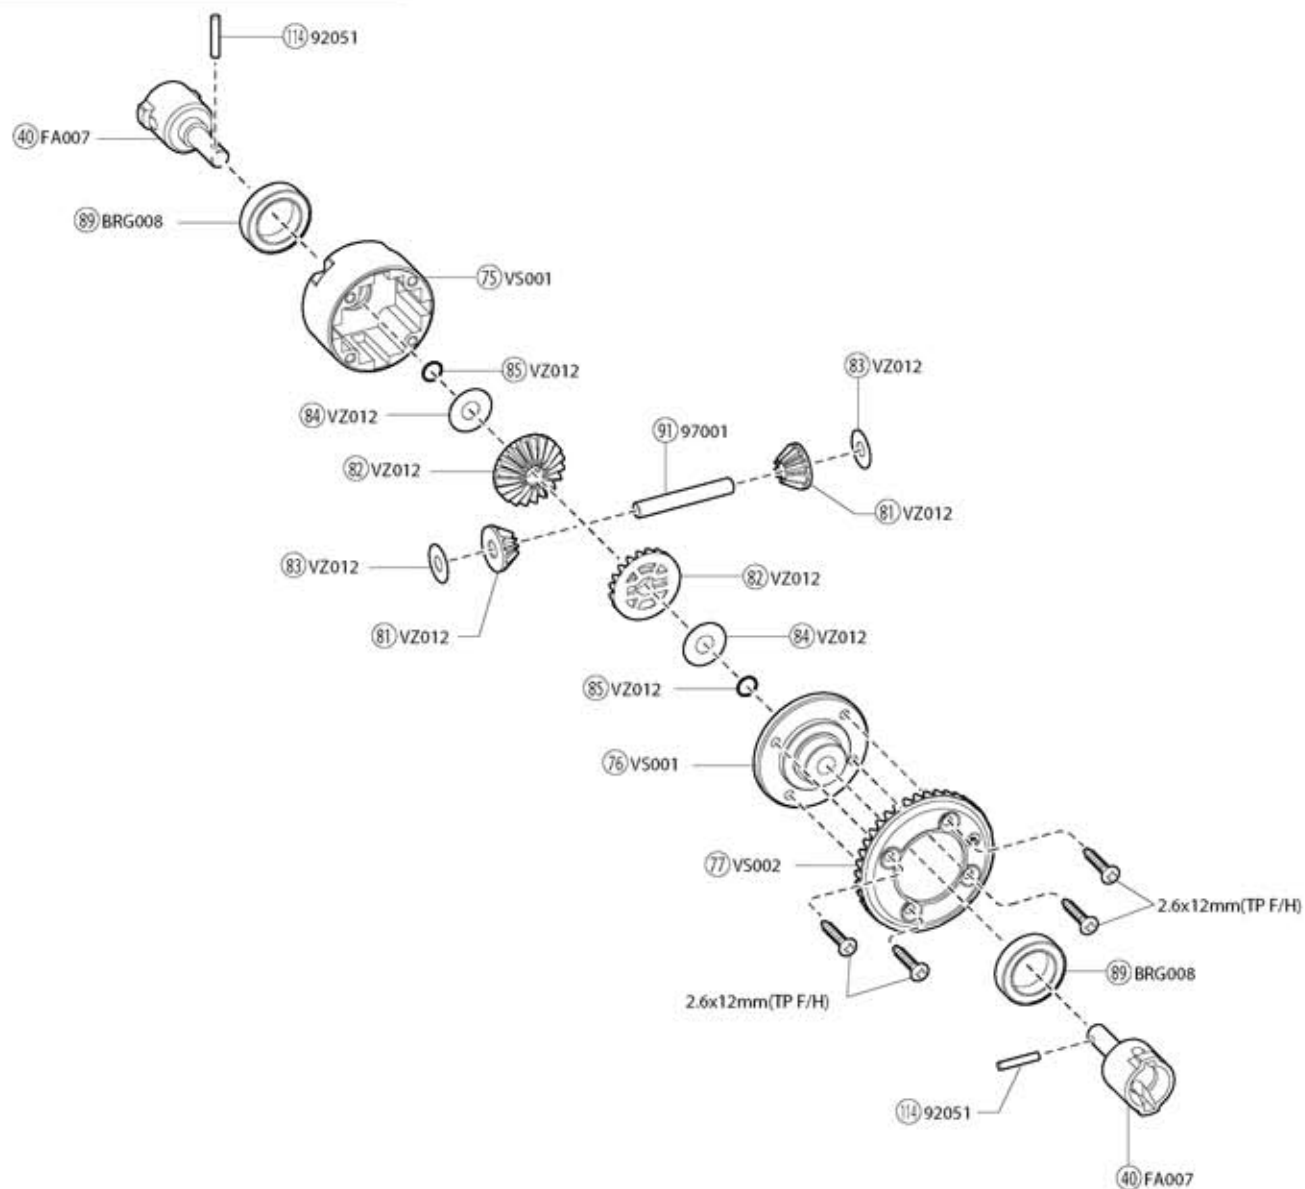 114 92051
40 FA007
89 BRG008
75 VS001
85 VZ012
83 VZ012
84 VZ012
91 97001
82 VZ012
81 VZ012
83 VZ012
82 VZ012
81 VZ012
84 VZ012
85 VZ012
76 VS001
77 VS002
2.6x12mm(TP F/H)
89 BRG008
2.6x12mm(TP F/H)
114 92051
40 FA007